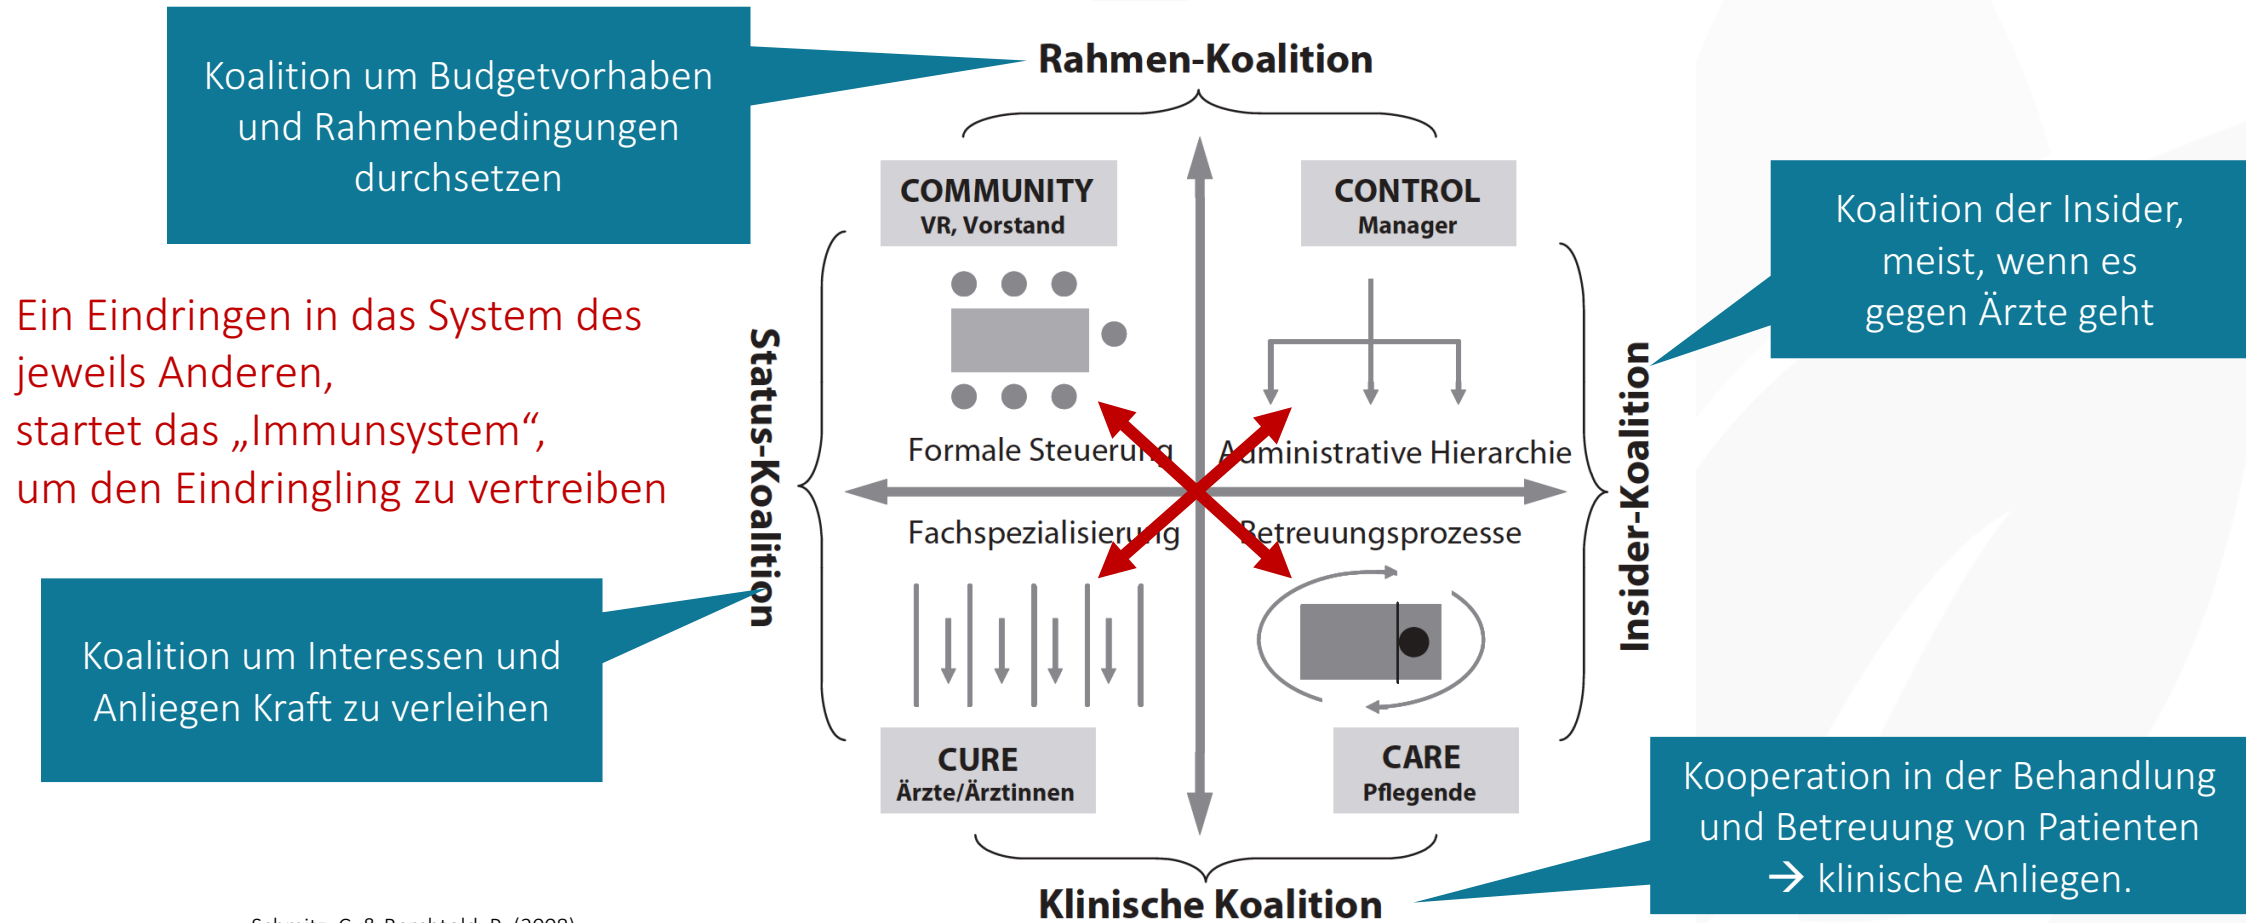 Koalition um Budgetvorhaben
und Rahmenbedingungen
durchsetzen
Rahmen-Koalition
COMMUNITY
VR, Vorstand
CONTROL
Manager
Koalition der Insider,
meist, wenn es
gegen Ärzte geht
Ein Eindringen in das System des
jeweils Anderen,
startet das „Immunsystem“,
um den Eindringling zu vertreiben
Status-Koalition
Insider-Koalition
Formale Steuerung
Administrative Hierarchie
Fachspezialisierung
Betreuungsprozesse
Koalition um Interessen und
Anliegen Kraft zu verleihen
CURE
Ärzte/Ärztinnen
CARE
Pflegende
Kooperation in der Behandlung
und Betreuung von Patienten
→ klinische Anliegen.
Klinische Koalition
Schmitz, C. & Berchtold, P. (2008)